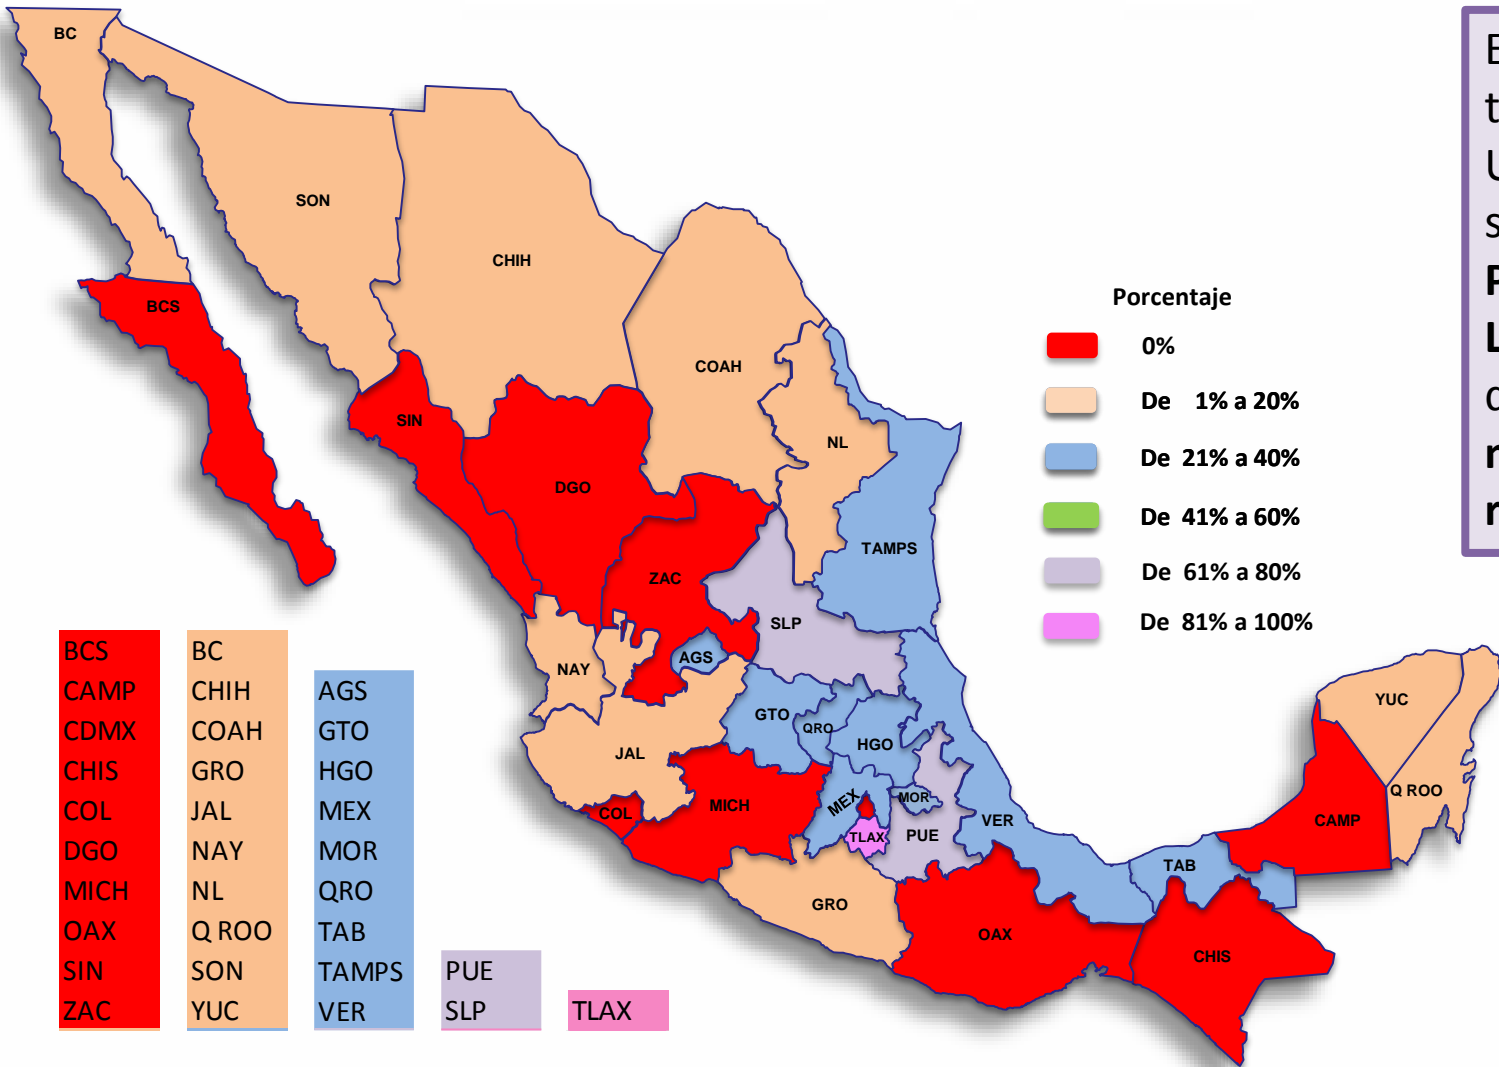 BC
SON
CHIH
BCS
COAH
SIN
NL
DGO
TAMPS
ZAC
SLP
AGS
NAY
GTO
QRO
HGO
JAL
MEX
MOR
MICH
COL
TLAX
PUE
VER
GRO
OAX
TAB
CHIS
CAMP
YUC
Q ROO
Porcentaje
0%
De 1% a 20%
De 21% a 40%
De 41% a 60%
De 61% a 80%
De 81% a 100%
BCS
CAMP
CDMX
CHIS
COL
DGO
MICH
OAX
SIN
ZAC
BC
CHIH
COAH
GRO
JAL
NAY
NL
Q ROO
SON
YUC
AGS
GTO
HGO
MEX
MOR
QRO
TAB
TAMPS
VER
PUE
SLP
TLAX